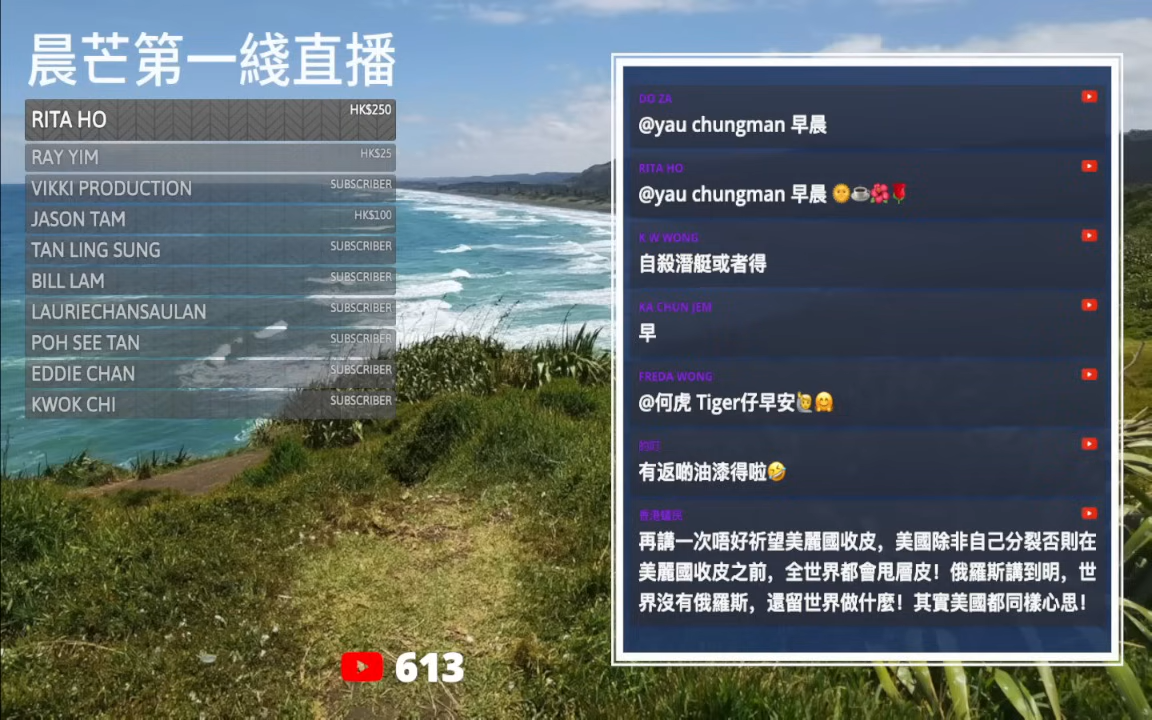 晨芒第一綫直播
RITA HO HK$250
RAY YIM HK$25
VIKKI PRODUCTION SUBSCRIBER
JASON TAM HK$100
TAN LING SUNG SUBSCRIBER
BILL LAM SUBSCRIBER
LAURIECHANSAULAN SUBSCRIBER
POH SEE TAN SUBSCRIBER
EDDIE CHAN SUBSCRIBER
KWOK CHI SUBSCRIBER
613
DO ZA
@yau chungman 早晨
RITA HO
@yau chungman 早晨 🌞☕🌺🌹
K W WONG
自殺潛艇或者得
KA CHUN JEM
早
FREDA WONG
@何虎 Tiger仔早安🙋🤗
有返啲油漆得啦🤣
再講一次唔好祈望美麗國收皮，美國除非自己分裂否則在
美麗國收皮之前，全世界都會甩層皮！俄羅斯講到明，世
界沒有俄羅斯，還留世界做什麼！其實美國都同樣心思！